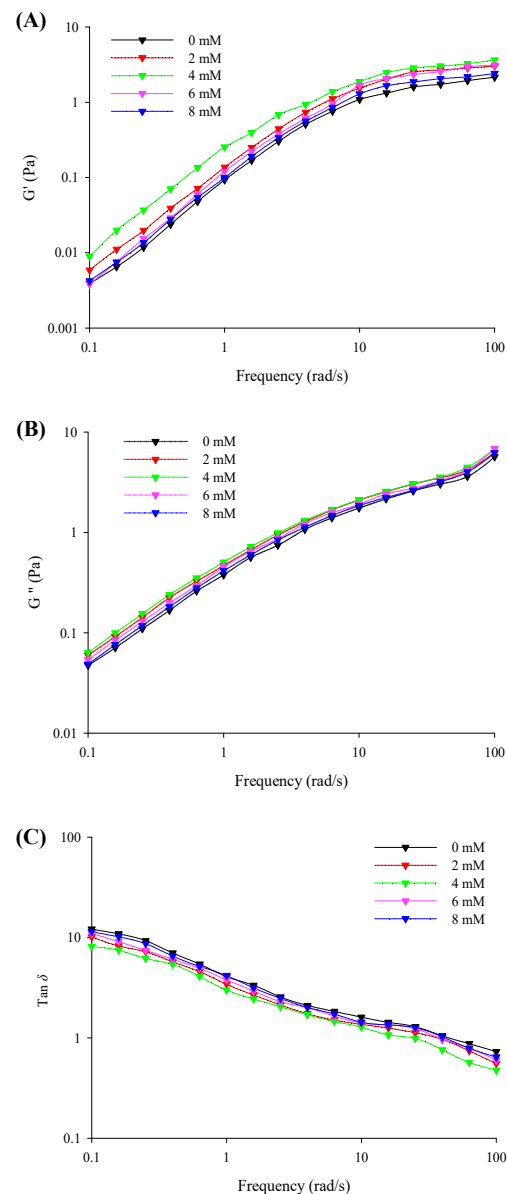 (A)
10
1
0.1
0.01
0.001
G' (Pa)
0 mM
2 mM
4 mM
6 mM
8 mM
0.1 1 10 100
Frequency (rad/s)
(B)
10
1
0.1
0.01
G '' (Pa)
0 mM
2 mM
4 mM
6 mM
8 mM
0.1 1 10 100
Frequency (rad/s)
(C)
100
10
1
0.1
Tan δ
0 mM
2 mM
4 mM
6 mM
8 mM
0.1 1 10 100
Frequency (rad/s)